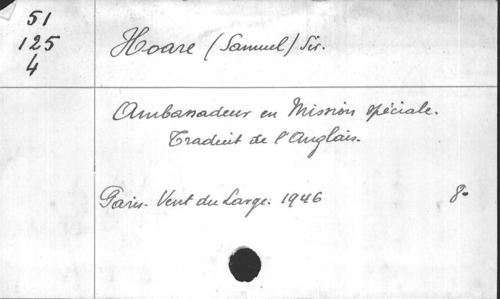 51
125
4
Hoare (Samuel) Sir.
Ambassadeur en Mission spéciale.
Traduit de l'Anglais.
Paris. Vent du Large. 1946 8-